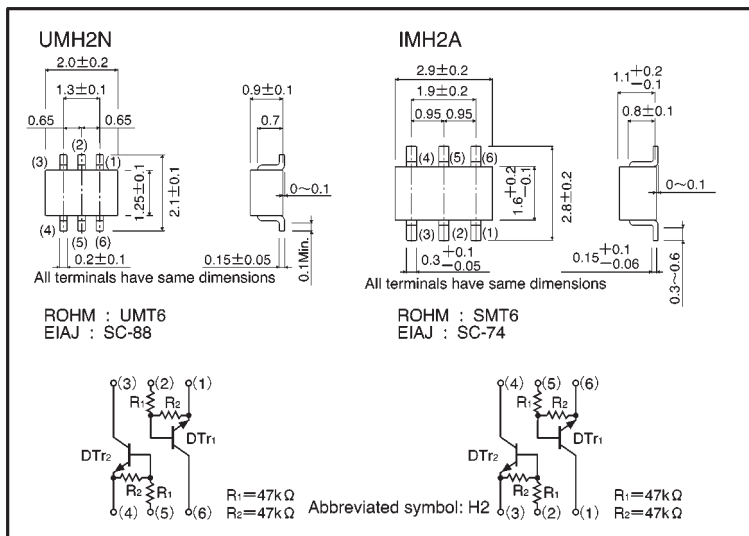 UMH2N
2.0±0.2
1.3±0.1
0.65
0.65
(2)
(3)
(1)
1.25±0.1
2.1±0.1
(4)
(5)
(6)
0.2±0.1
All terminals have same dimensions
0.9±0.1
0.7
0~0.1
0.1Min.
0.15±0.05
ROHM : UMT6
EIAJ : SC-88
IMH2A
2.9±0.2
1.9±0.2
0.95
0.95
(4)
(5)
(6)
1.6+0.2−0.1
2.8±0.2
(3)
(2)
(1)
0.3+0.1−0.05
All terminals have same dimensions
1.1+0.2−0.1
0.8±0.1
0~0.1
0.15+0.1−0.06
0.3~0.6
ROHM : SMT6
EIAJ : SC-74
(3) (2) (1)
R1
R2
DTr1
DTr2
R2
R1
(4) (5) (6)
R1=47kΩ
R2=47kΩ
Abbreviated symbol: H2
(4) (5) (6)
R1
R2
DTr1
DTr2
R2
R1
(3) (2) (1)
R1=47kΩ
R2=47kΩ